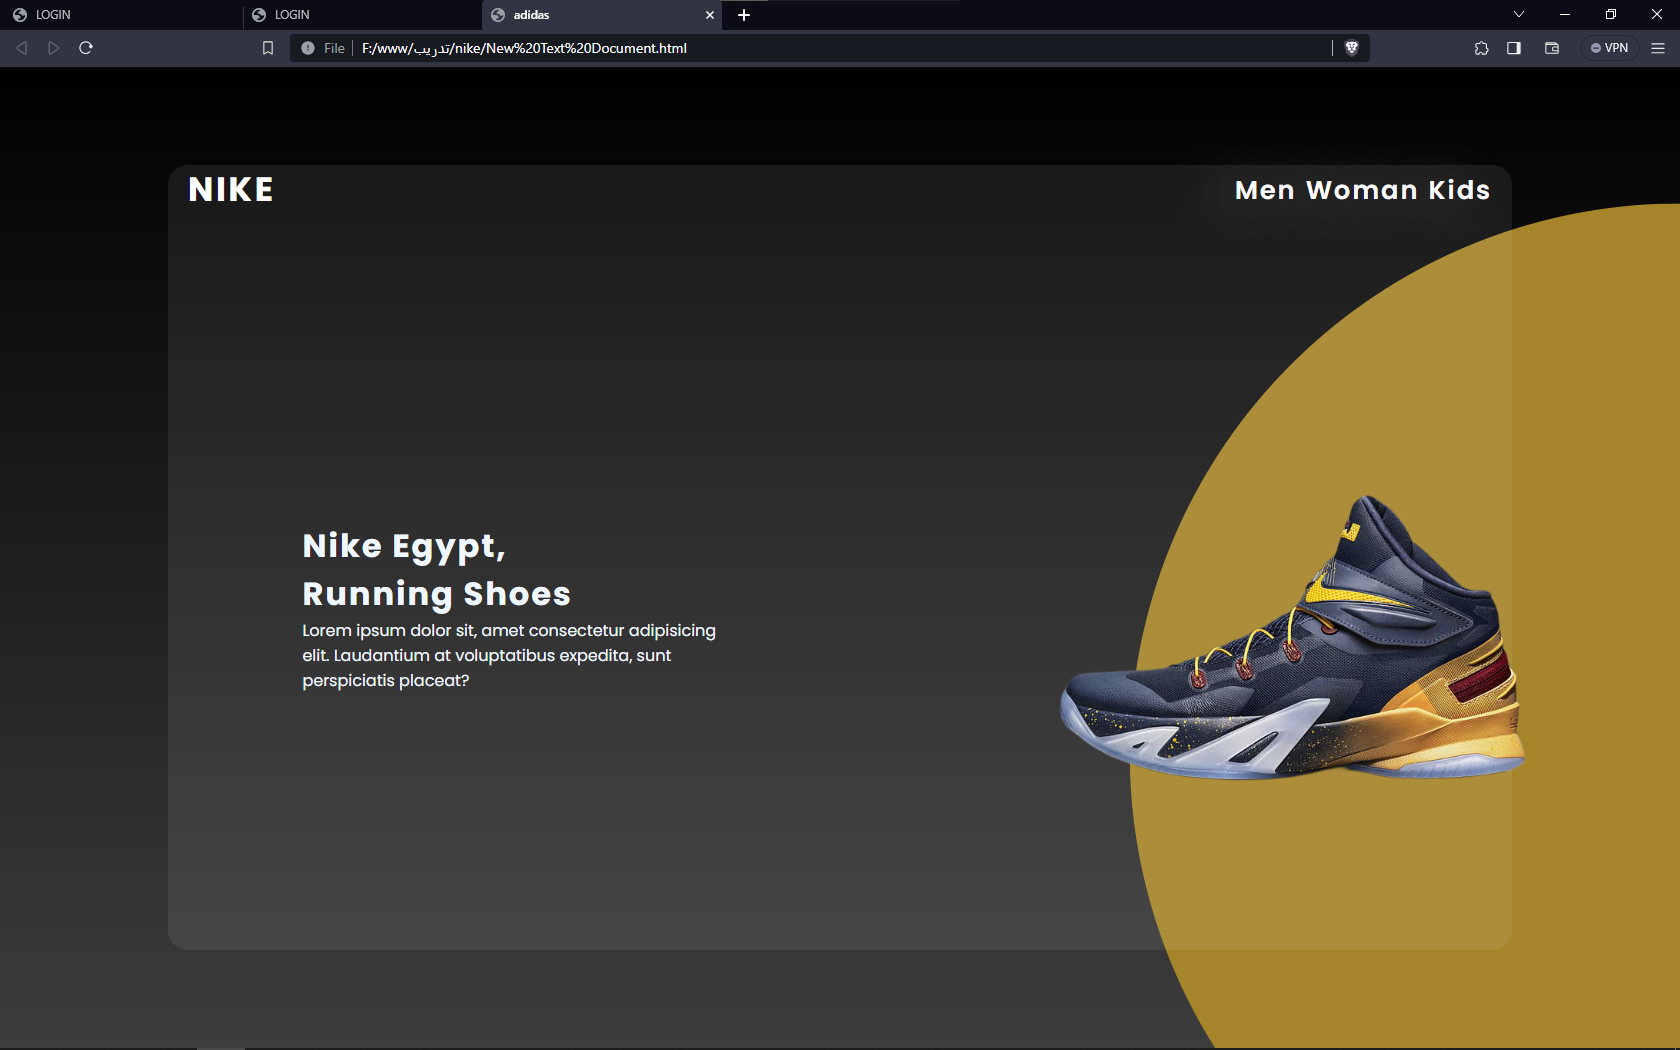 LOGIN
LOGIN
adidas
File
F:/www/تدريب/nike/New%20Text%20Document.html
VPN
NIKE
Men Woman Kids
Nike Egypt,
Running Shoes
Lorem ipsum dolor sit, amet consectetur adipisicing
elit. Laudantium at voluptatibus expedita, sunt
perspiciatis placeat?